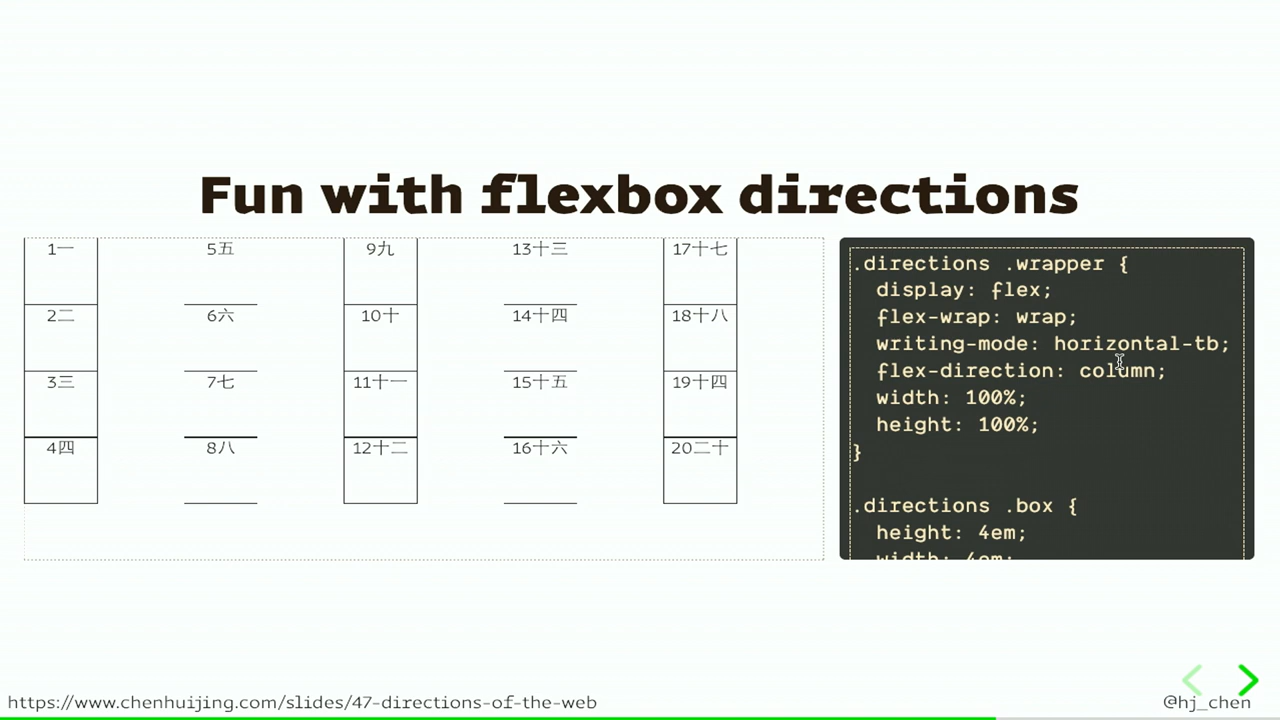 Fun with flexbox directions
1一 5五 9九 13十三 17十七
2二 6六 10十 14十四 18十八
3三 7七 11十一 15十五 19十四
4四 8八 12十二 16十六 20二十
.directions .wrapper {
display: flex;
flex-wrap: wrap;
writing-mode: horizontal-tb;
flex-direction: column;
width: 100%;
height: 100%;
}
.directions .box {
height: 4em;
width: 4em;
https://www.chenhuijing.com/slides/47-directions-of-the-web
@hj_chen